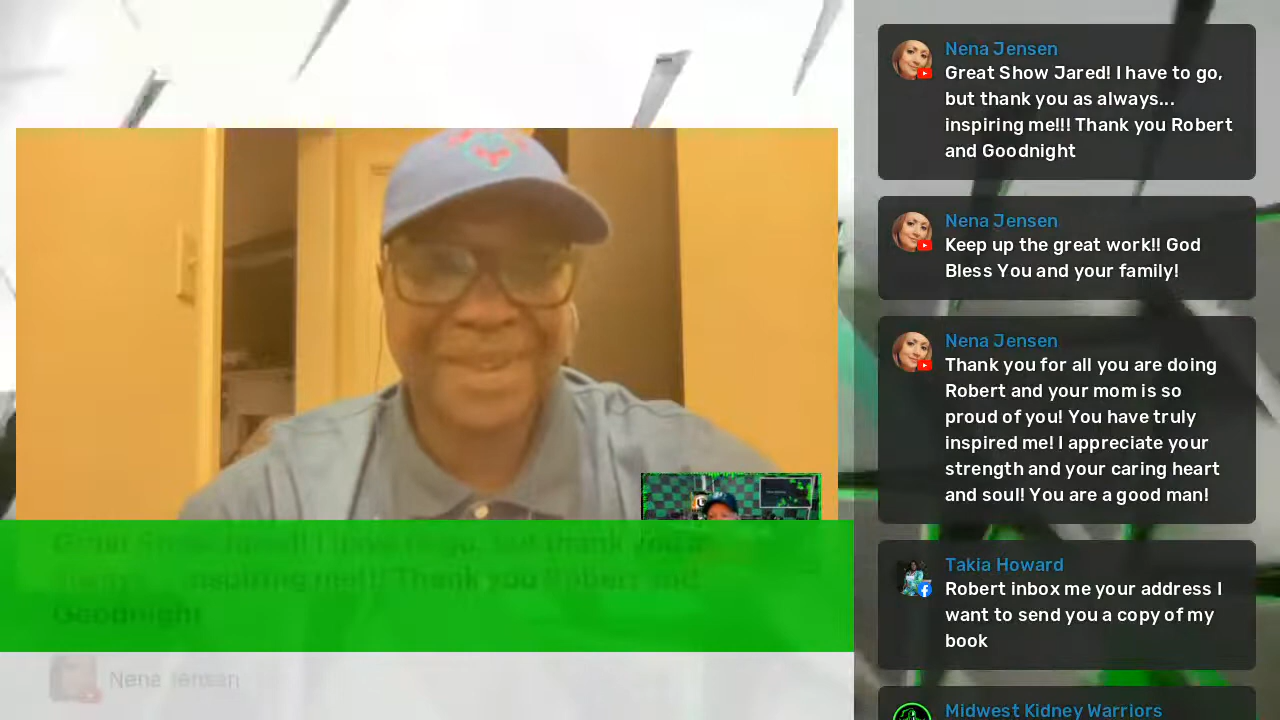 Great Show Jared! I have to go, but thank you as
always... inspiring me!!! Thank you Robert and
Goodnight
Nena Jensen
Nena Jensen
Great Show Jared! I have to go,
but thank you as always...
inspiring me!!! Thank you Robert
and Goodnight
Nena Jensen
Keep up the great work!! God
Bless You and your family!
Nena Jensen
Thank you for all you are doing
Robert and your mom is so
proud of you! You have truly
inspired me! I appreciate your
strength and your caring heart
and soul! You are a good man!
Takia Howard
Robert inbox me your address I
want to send you a copy of my
book
Midwest Kidney Warriors